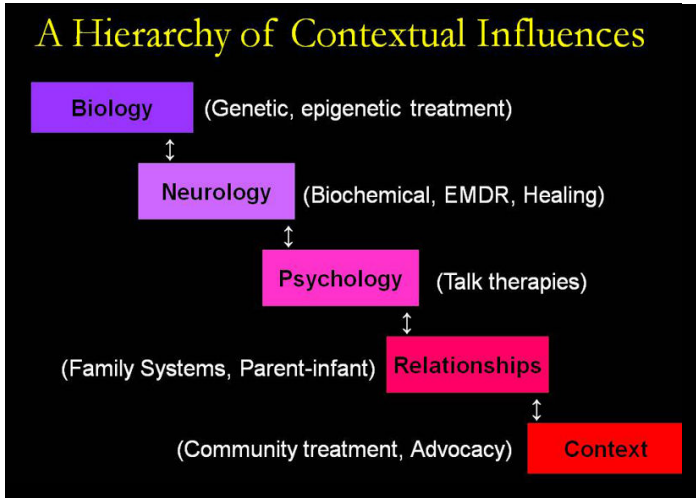 A Hierarchy of Contextual Influences
Biology (Genetic, epigenetic treatment)
Neurology (Biochemical, EMDR, Healing)
Psychology (Talk therapies)
(Family Systems, Parent-infant) Relationships
(Community treatment, Advocacy) Context